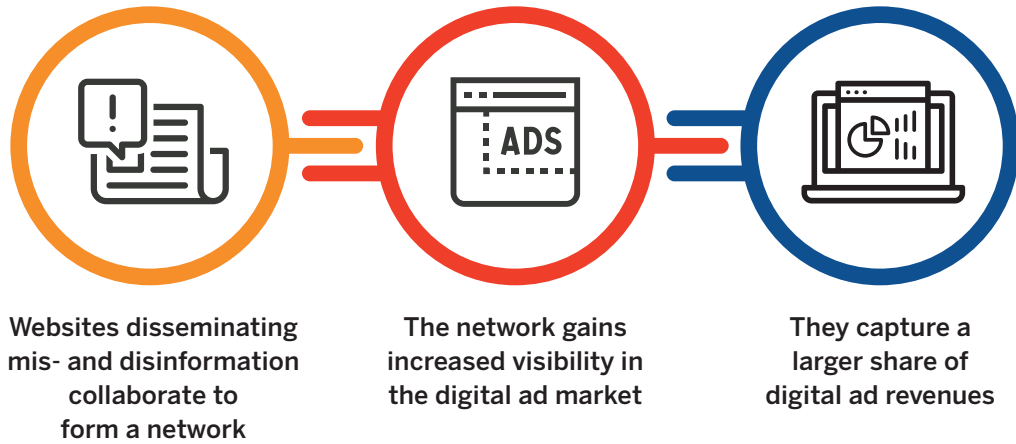 !
ADS
Websites disseminating
mis- and disinformation
collaborate to
form a network
The network gains
increased visibility in
the digital ad market
They capture a
larger share of
digital ad revenues